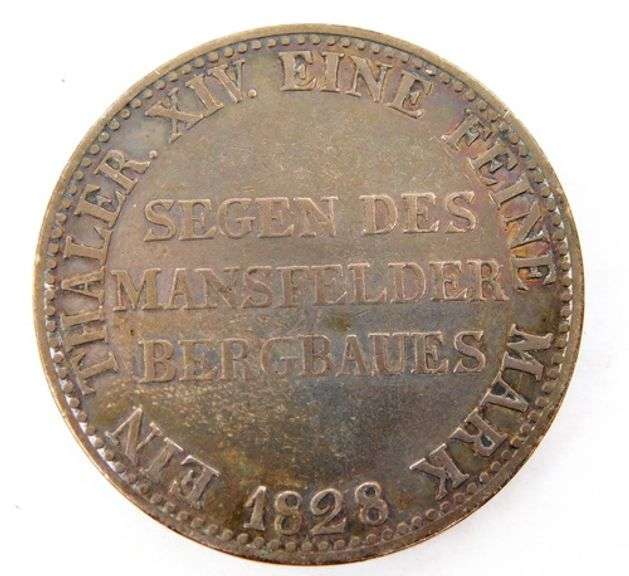 EIN THALER. XIV. EINE FEINE MARK
SEGEN DES
MANSFELDER
BERGBAUES
1828